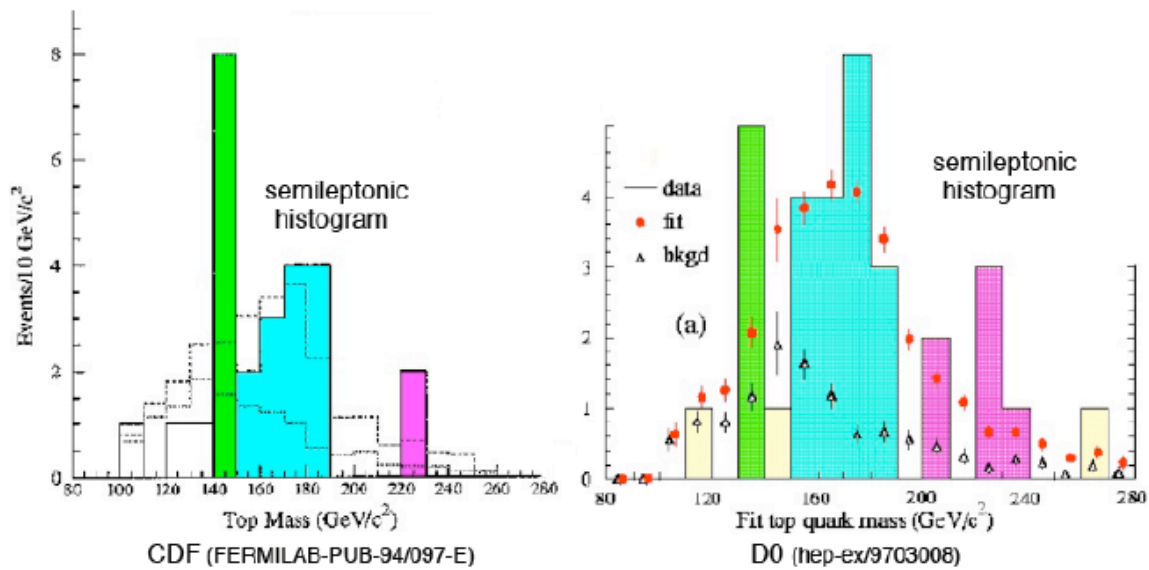 8
6
4
2
0
Events/10 GeV/c²
semileptonic
histogram
80 100 120 140 160 180 200 220 240 260 280
Top Mass (GeV/c²)
CDF (FERMILAB-PUB-94/097-E)
4
3
2
1
0
data
fit
bkgd
(a)
semileptonic
histogram
80 120 160 200 240 280
Fit top quark mass (GeV/c²)
D0 (hep-ex/9703008)